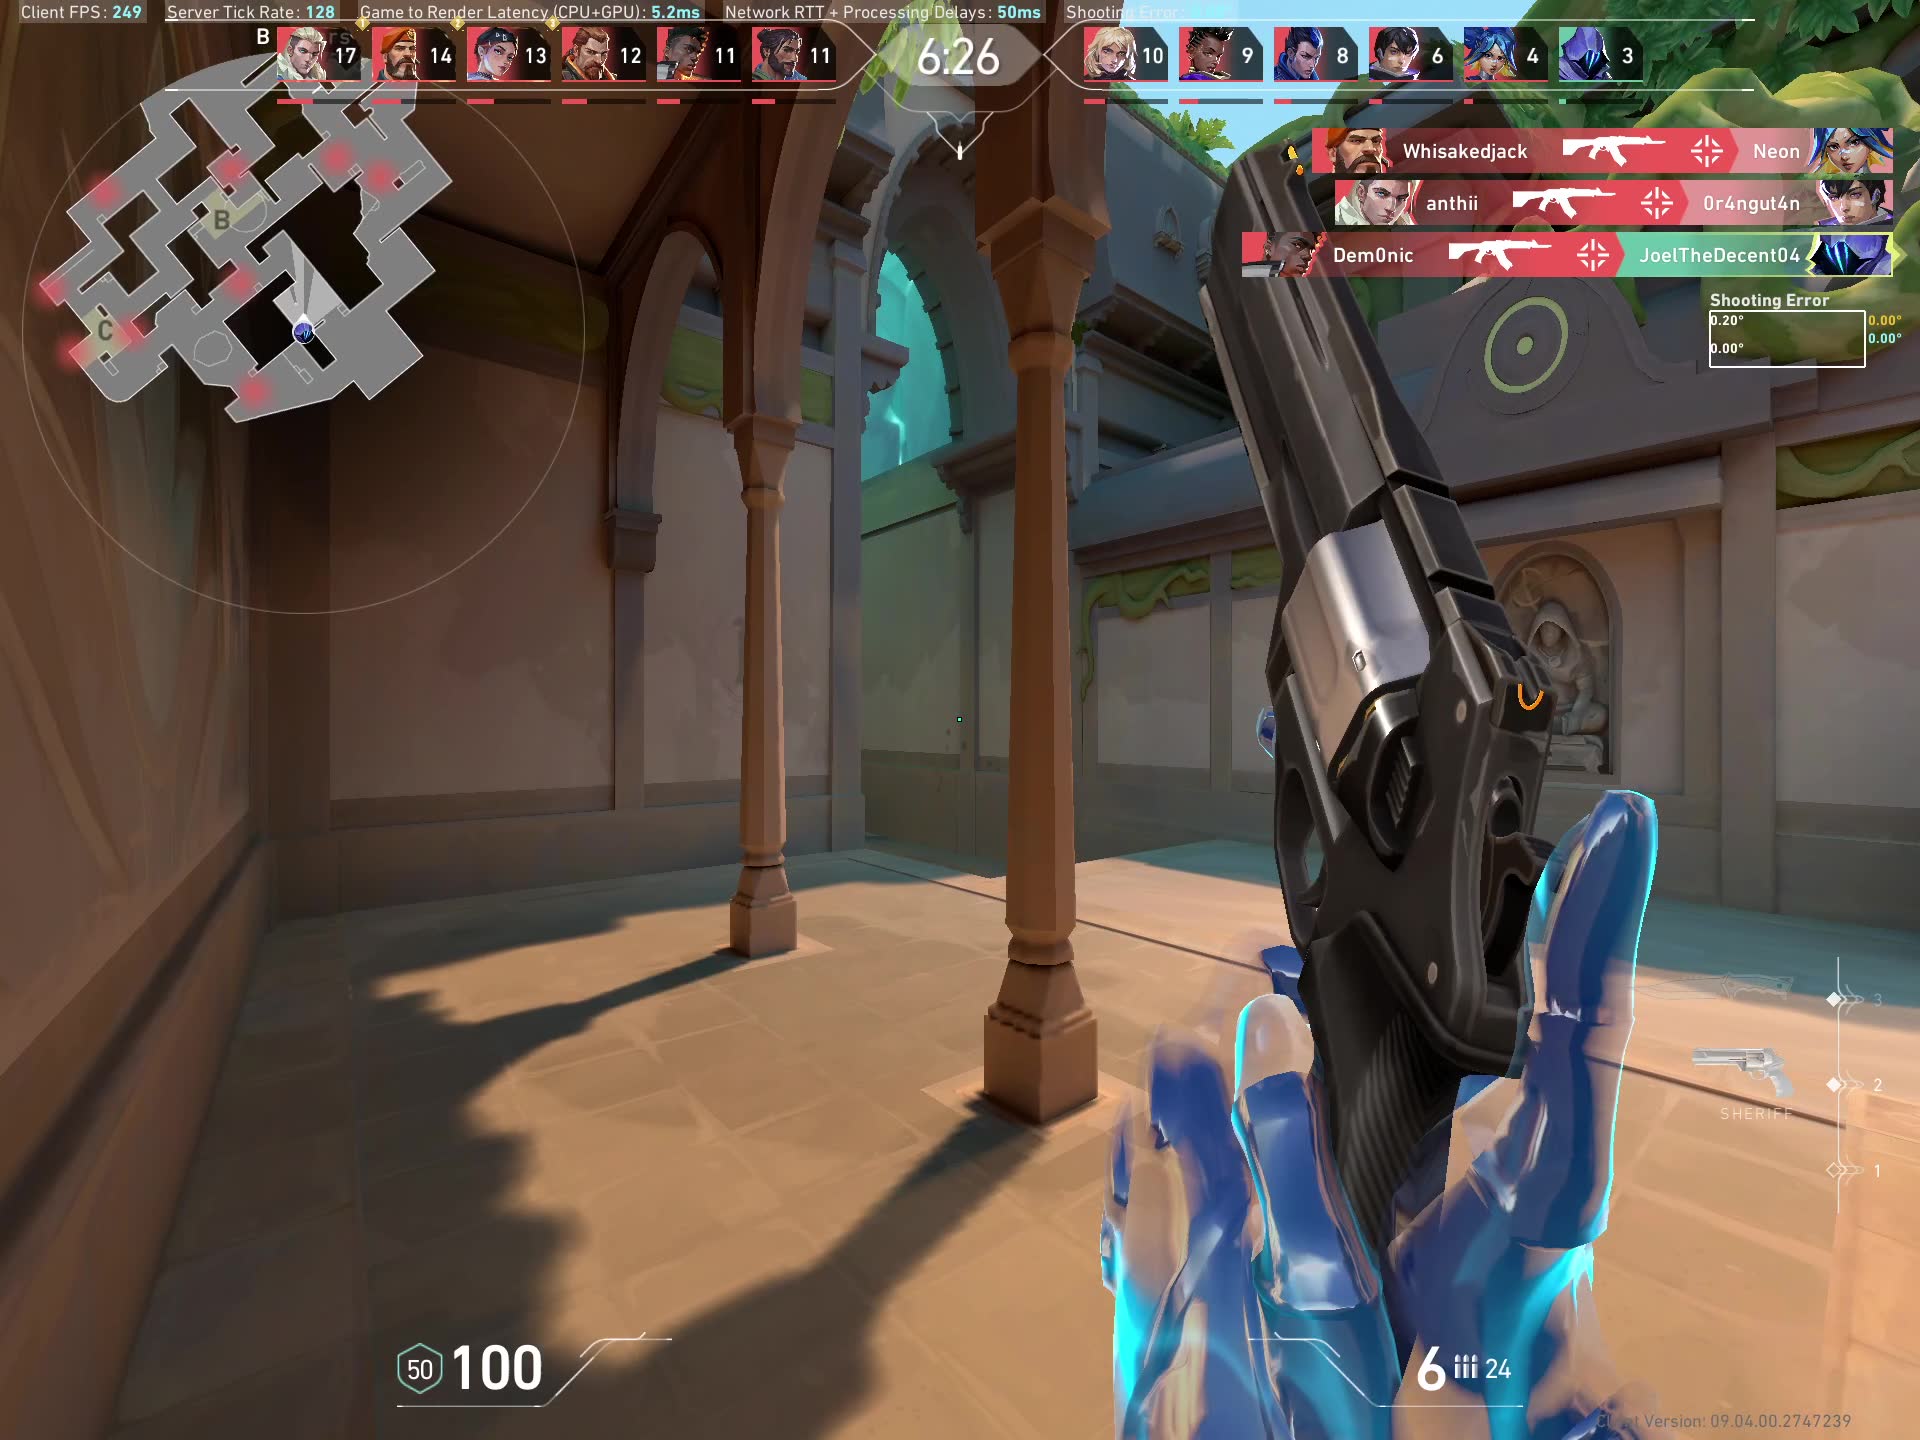 Client FPS: 249 Server Tick Rate: 128 Game to Render Latency (CPU+GPU): 5.2ms Network RTT + Processing Delays: 50ms Shooting Error:
B 17 14 13 12 11 11 6:26 10 9 8 6 4 3
Whisakedjack Neon
anthii 0r4ngut4n
Dem0nic JoelTheDecent04
B
C
Shooting Error
0.20° 0.00°
0.00° 0.00°
3
2
SHERIFF
1
50 100
6 24
Version: 09.04.00.2747239